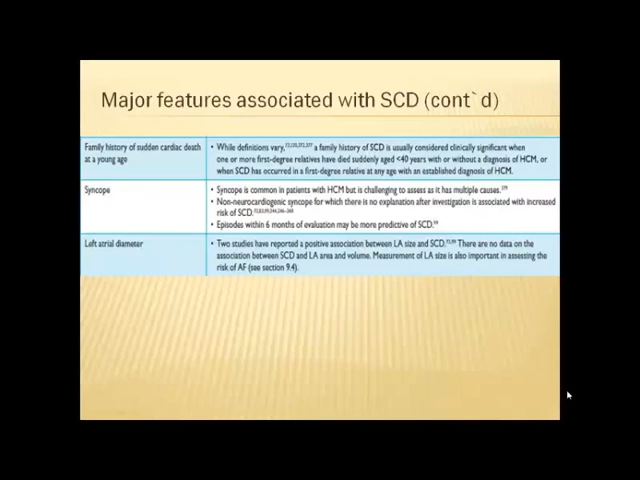 Major features associated with SCD (cont`d)
Family history of sudden cardiac death
at a young age
• While definitions vary, a family history of SCD is usually considered clinically significant when
one or more first-degree relatives have died suddenly aged <40 years with or without a diagnosis of HCM, or
when SCD has occurred in a first-degree relative at any age with an established diagnosis of HCM.
Syncope
• Syncope is common in patients with HCM but is challenging to assess as it has multiple causes.
• Non-neurocardiogenic syncope for which there is no explanation after investigation is associated with increased
risk of SCD.
• Episodes within 6 months of evaluation may be more predictive of SCD.
Left atrial diameter
• Two studies have reported a positive association between LA size and SCD. There are no data on the
association between SCD and LA area and volume. Measurement of LA size is also important in assessing the
risk of AF (see section 9.4).